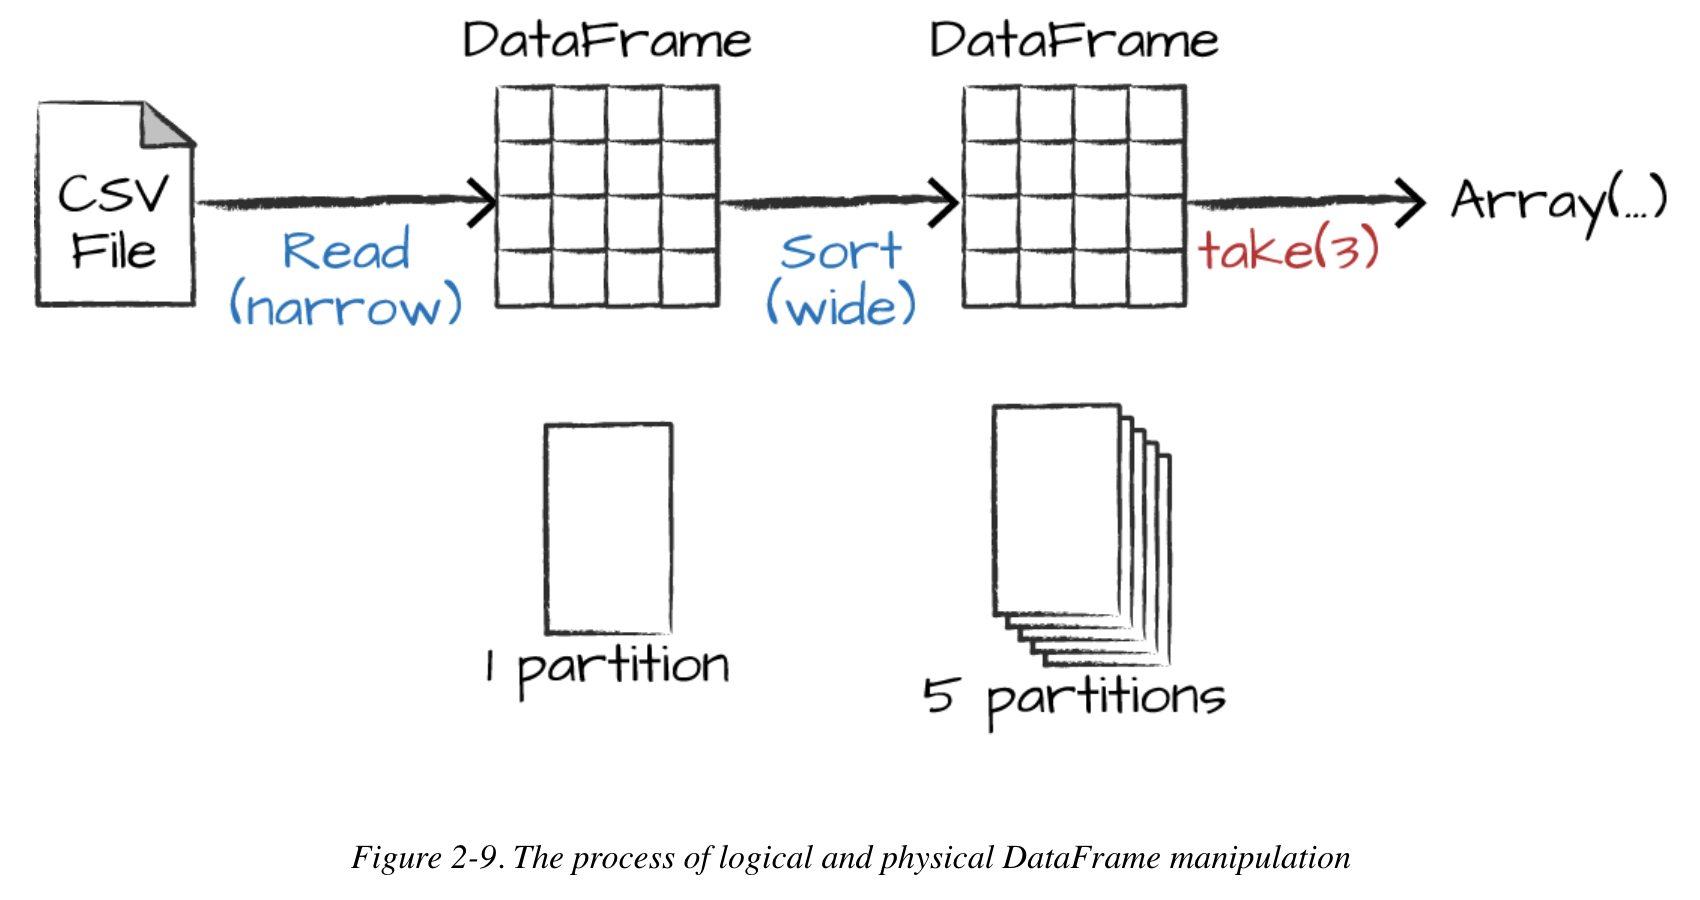 DataFrame
DataFrame
CSV
File
Read
(narrow)
Sort
(wide)
take(3)
Array(...)
1 partition
5 partitions
Figure 2-9. The process of logical and physical DataFrame manipulation